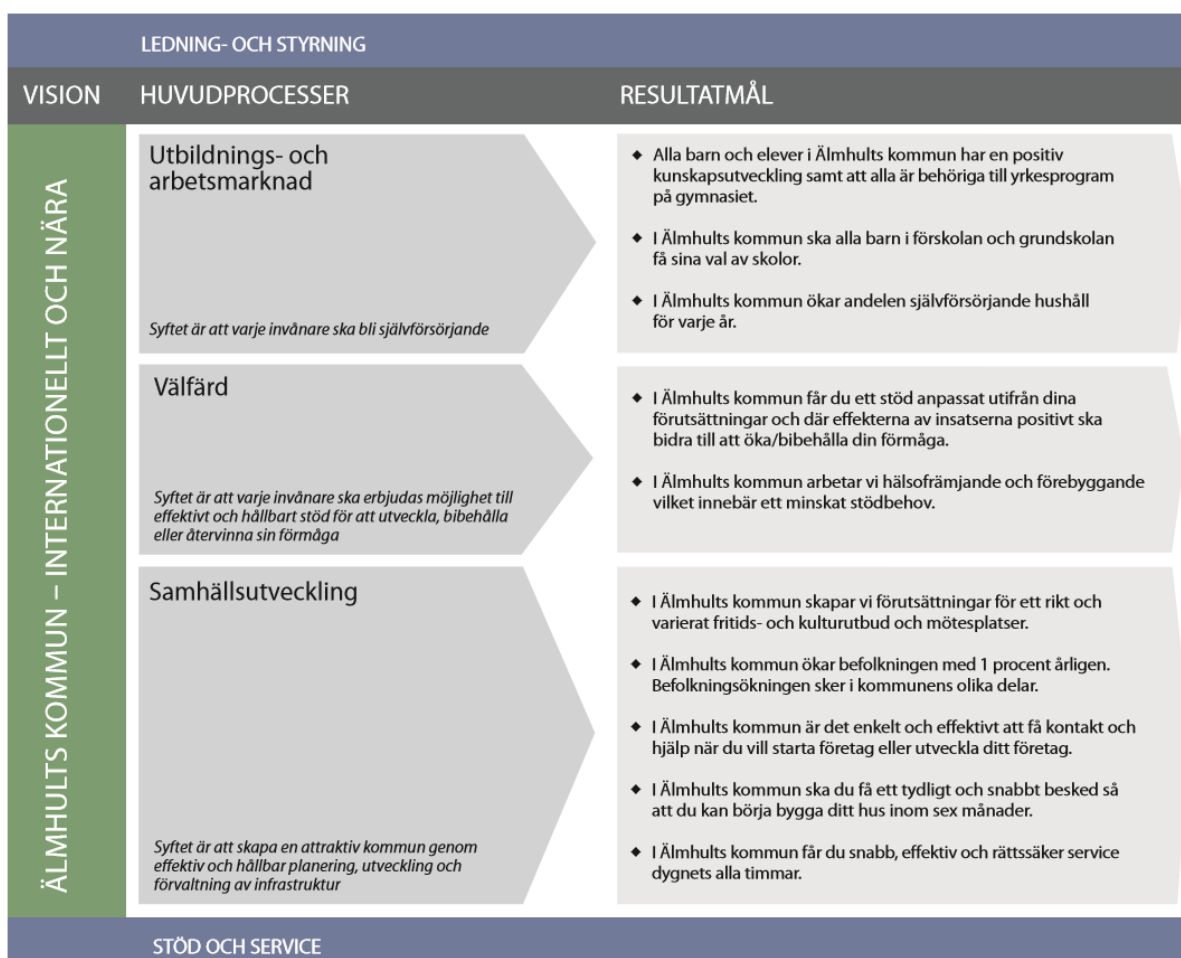 LEDNING- OCH STYRNING
VISION
HUVUDPROCESSER
RESULTATMÅL
ÄLMHULTS KOMMUN – INTERNATIONELLT OCH NÄRA
Utbildnings- och
arbetsmarknad
Syftet är att varje invånare ska bli självförsörjande
◆ Alla barn och elever i Älmhults kommun har en positiv
kunskapsutveckling samt att alla är behöriga till yrkesprogram
på gymnasiet.
◆ I Älmhults kommun ska alla barn i förskolan och grundskolan
få sina val av skolor.
◆ I Älmhults kommun ökar andelen självförsörjande hushåll
för varje år.
Välfärd
Syftet är att varje invånare ska erbjudas möjlighet till
effektivt och hållbart stöd för att utveckla, bibehålla
eller återvinna sin förmåga
◆ I Älmhults kommun får du ett stöd anpassat utifrån dina
förutsättningar och där effekterna av insatserna positivt ska
bidra till att öka/bibehålla din förmåga.
◆ I Älmhults kommun arbetar vi hälsofrämjande och förebyggande
vilket innebär ett minskat stödbehov.
Samhällsutveckling
Syftet är att skapa en attraktiv kommun genom
effektiv och hållbar planering, utveckling och
förvaltning av infrastruktur
◆ I Älmhults kommun skapar vi förutsättningar för ett rikt och
varierat fritids- och kulturutbud och mötesplatser.
◆ I Älmhults kommun ökar befolkningen med 1 procent årligen.
Befolkningsökningen sker i kommunens olika delar.
◆ I Älmhults kommun är det enkelt och effektivt att få kontakt och
hjälp när du vill starta företag eller utveckla ditt företag.
◆ I Älmhults kommun ska du få ett tydligt och snabbt besked så
att du kan börja bygga ditt hus inom sex månader.
◆ I Älmhults kommun får du snabb, effektiv och rättssäker service
dygnets alla timmar.
STÖD OCH SERVICE